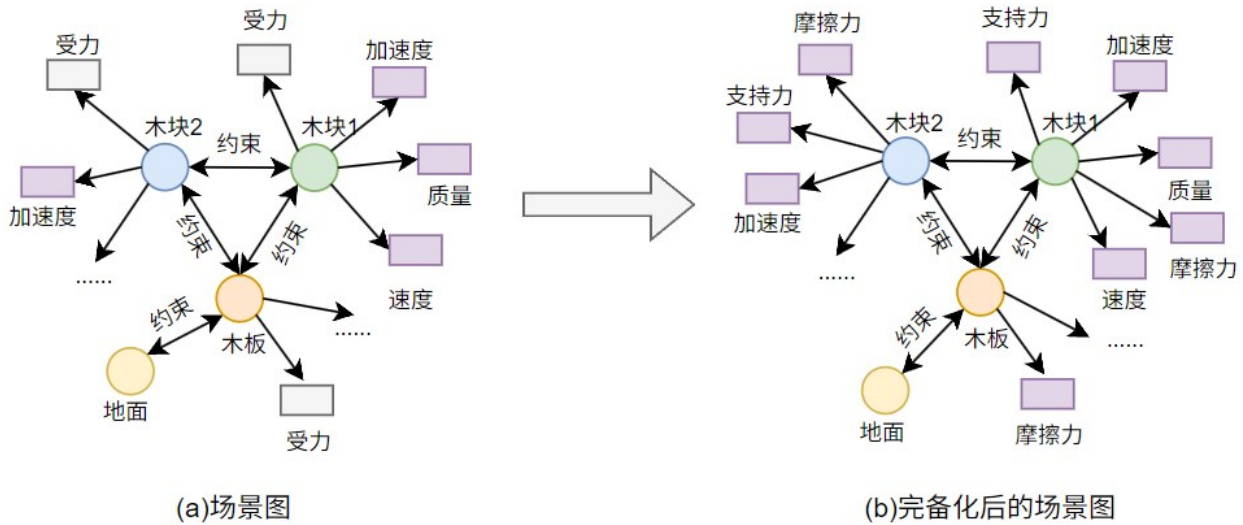 受力
受力
加速度
木块2
约束
木块1
加速度
质量
约束
约束
......
速度
约束
木板
......
地面
受力
(a)场景图
摩擦力
支持力
加速度
支持力
木块2
约束
木块1
加速度
质量
约束
约束
......
摩擦力
速度
约束
木板
......
地面
摩擦力
(b)完备化后的场景图